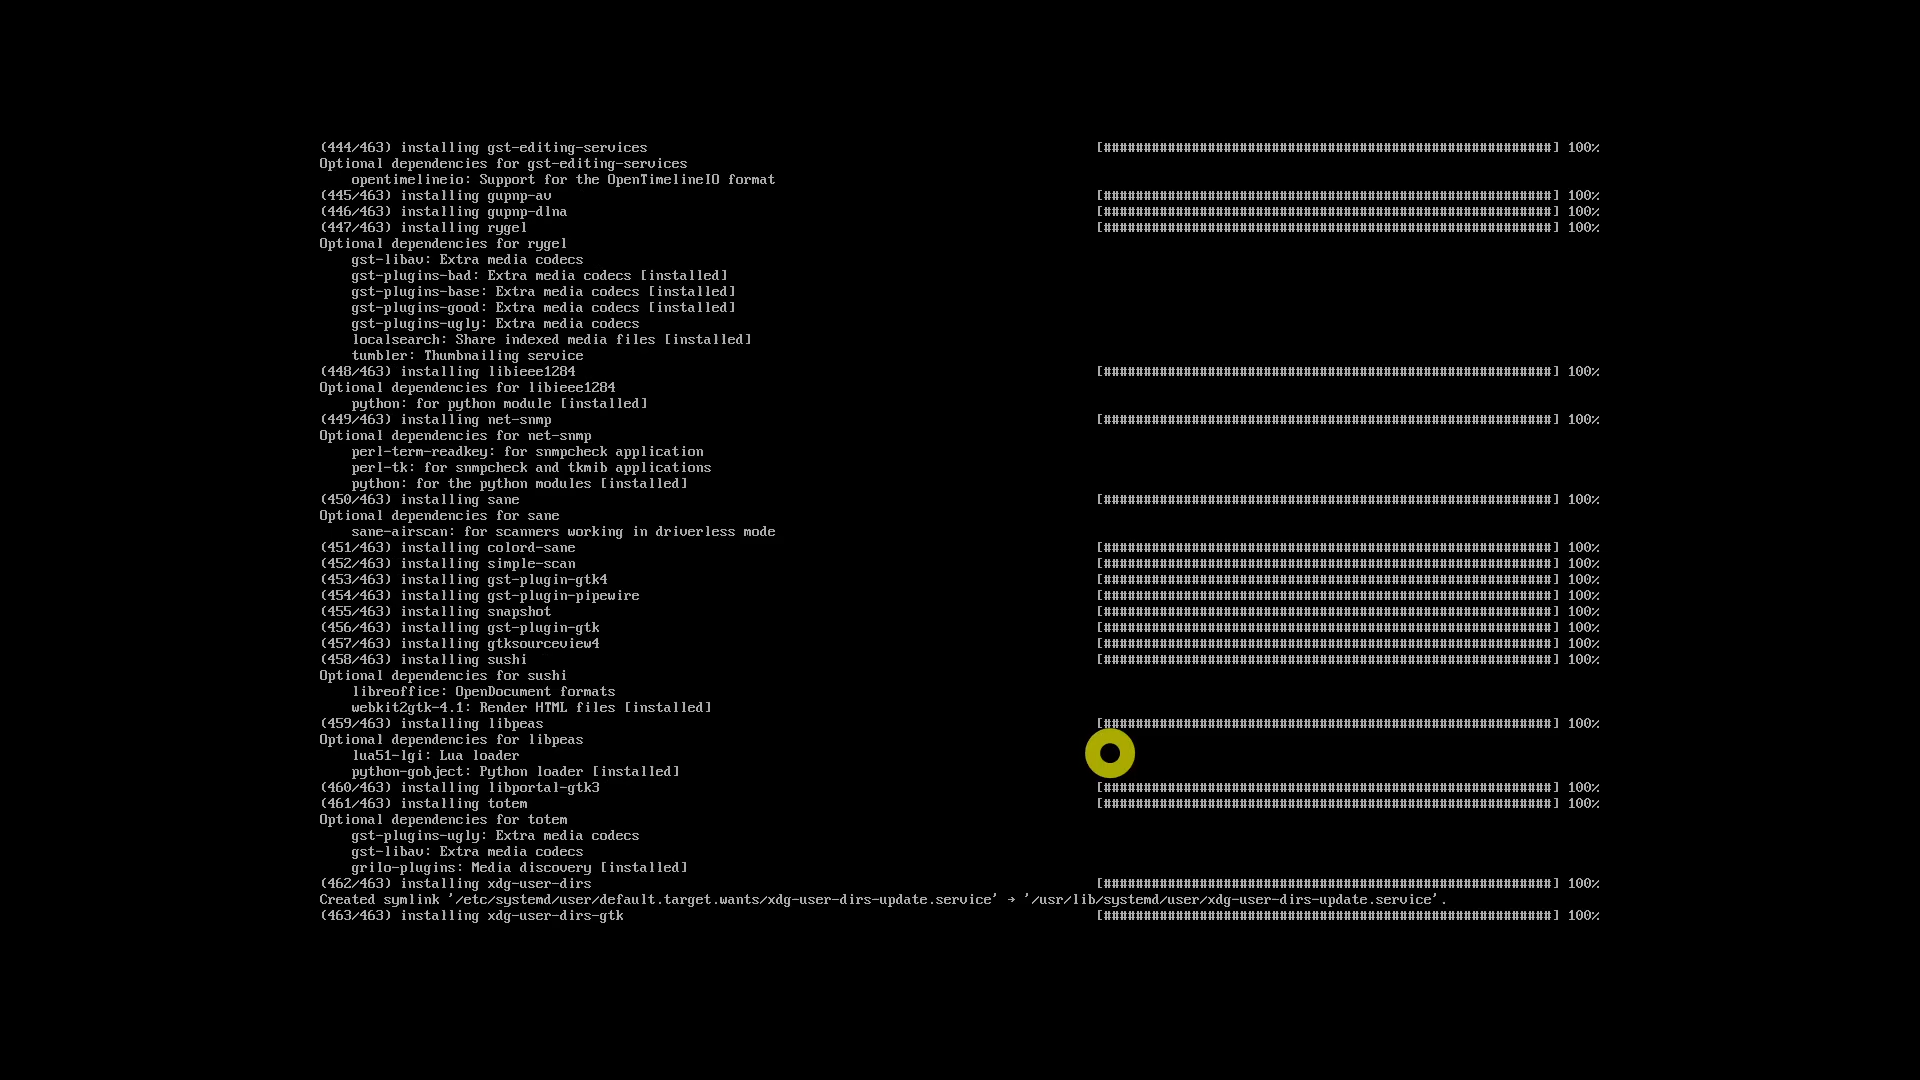 (444/463) installing gst-editing-services [########################################################] 100%
Optional dependencies for gst-editing-services
    opentimelineio: Support for the OpenTimelineIO format
(445/463) installing gupnp-av [########################################################] 100%
(446/463) installing gupnp-dlna [########################################################] 100%
(447/463) installing rygel [########################################################] 100%
Optional dependencies for rygel
    gst-libav: Extra media codecs
    gst-plugins-bad: Extra media codecs [installed]
    gst-plugins-base: Extra media codecs [installed]
    gst-plugins-good: Extra media codecs [installed]
    gst-plugins-ugly: Extra media codecs
    localsearch: Share indexed media files [installed]
    tumbler: Thumbnailing service
(448/463) installing libieee1284 [########################################################] 100%
Optional dependencies for libieee1284
    python: for python module [installed]
(449/463) installing net-snmp [########################################################] 100%
Optional dependencies for net-snmp
    perl-term-readkey: for snmpcheck application
    perl-tk: for snmpcheck and tkmib applications
    python: for the python modules [installed]
(450/463) installing sane [########################################################] 100%
Optional dependencies for sane
    sane-airscan: for scanners working in driverless mode
(451/463) installing colord-sane [########################################################] 100%
(452/463) installing simple-scan [########################################################] 100%
(453/463) installing gst-plugin-gtk4 [########################################################] 100%
(454/463) installing gst-plugin-pipewire [########################################################] 100%
(455/463) installing snapshot [########################################################] 100%
(456/463) installing gst-plugin-gtk [########################################################] 100%
(457/463) installing gtksourceview4 [########################################################] 100%
(458/463) installing sushi [########################################################] 100%
Optional dependencies for sushi
    libreoffice: OpenDocument formats
    webkit2gtk-4.1: Render HTML files [installed]
(459/463) installing libpeas [########################################################] 100%
Optional dependencies for libpeas
    lua51-lgi: Lua loader
    python-gobject: Python loader [installed]
(460/463) installing libportal-gtk3 [########################################################] 100%
(461/463) installing totem [########################################################] 100%
Optional dependencies for totem
    gst-plugins-ugly: Extra media codecs
    gst-libav: Extra media codecs
    grilo-plugins: Media discovery [installed]
(462/463) installing xdg-user-dirs [########################################################] 100%
Created symlink '/etc/systemd/user/default.target.wants/xdg-user-dirs-update.service' → '/usr/lib/systemd/user/xdg-user-dirs-update.service'.
(463/463) installing xdg-user-dirs-gtk [########################################################] 100%